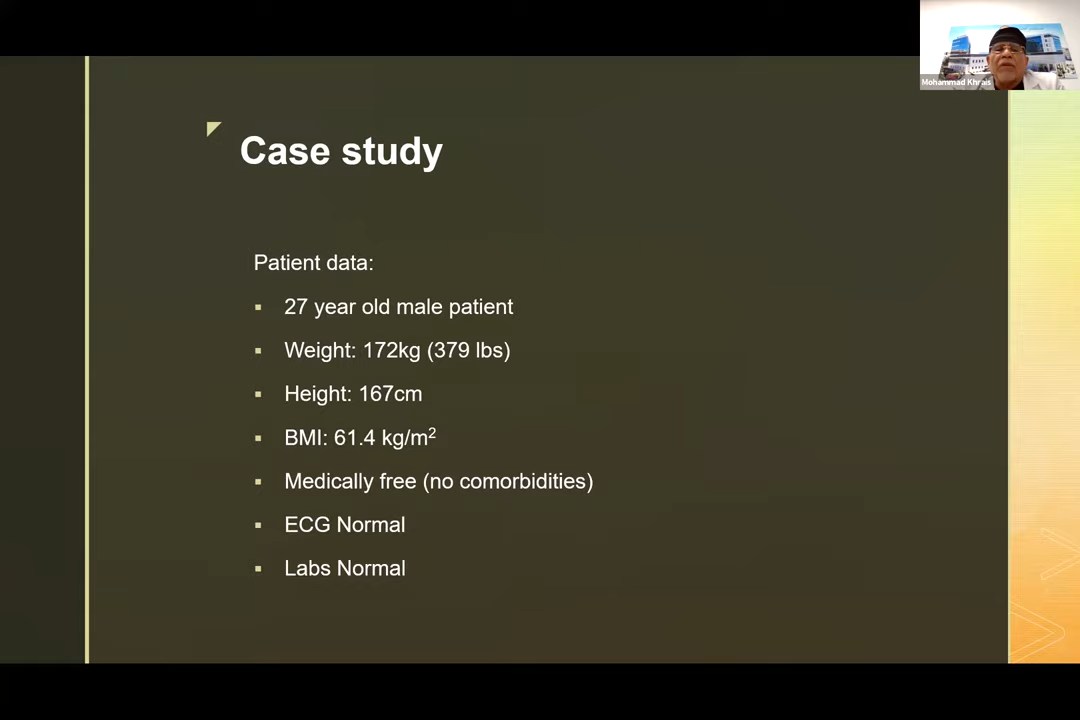 Mohammad Khrais
Case study
Patient data:
▪ 27 year old male patient
▪ Weight: 172kg (379 lbs)
▪ Height: 167cm
▪ BMI: 61.4 kg/m²
▪ Medically free (no comorbidities)
▪ ECG Normal
▪ Labs Normal